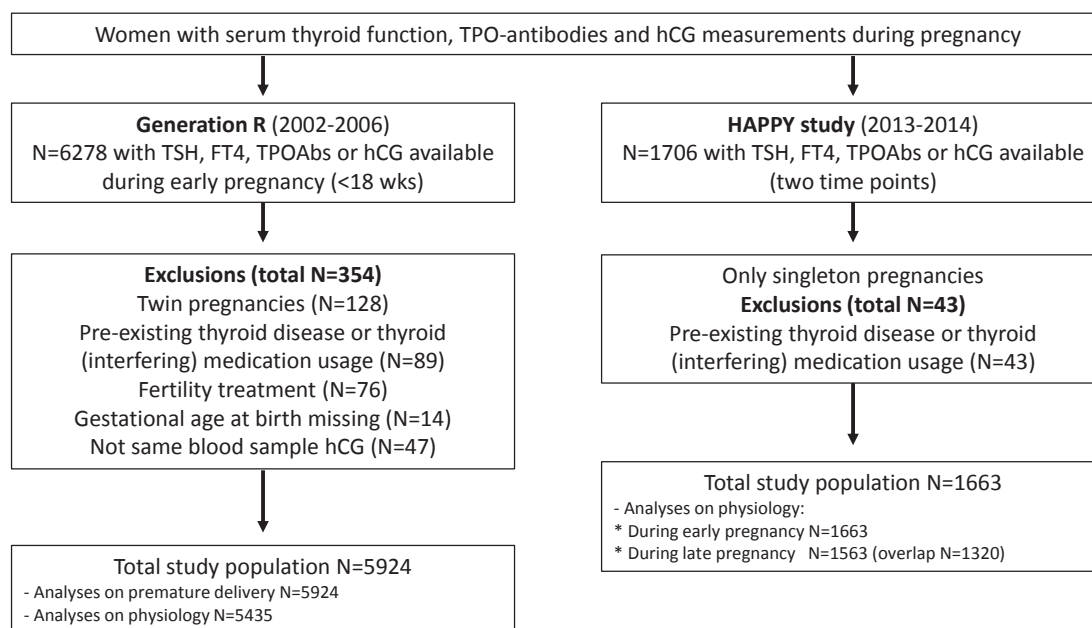 Women with serum thyroid function, TPO-antibodies and hCG measurements during pregnancy
Generation R (2002-2006)
N=6278 with TSH, FT4, TPOAbs or hCG available
during early pregnancy (<18 wks)
Exclusions (total N=354)
Twin pregnancies (N=128)
Pre-existing thyroid disease or thyroid
(interfering) medication usage (N=89)
Fertility treatment (N=76)
Gestational age at birth missing (N=14)
Not same blood sample hCG (N=47)
Total study population N=5924
- Analyses on premature delivery N=5924
- Analyses on physiology N=5435
HAPPY study (2013-2014)
N=1706 with TSH, FT4, TPOAbs or hCG available
(two time points)
Only singleton pregnancies
Exclusions (total N=43)
Pre-existing thyroid disease or thyroid
(interfering) medication usage (N=43)
Total study population N=1663
- Analyses on physiology:
* During early pregnancy N=1663
* During late pregnancy N=1563 (overlap N=1320)